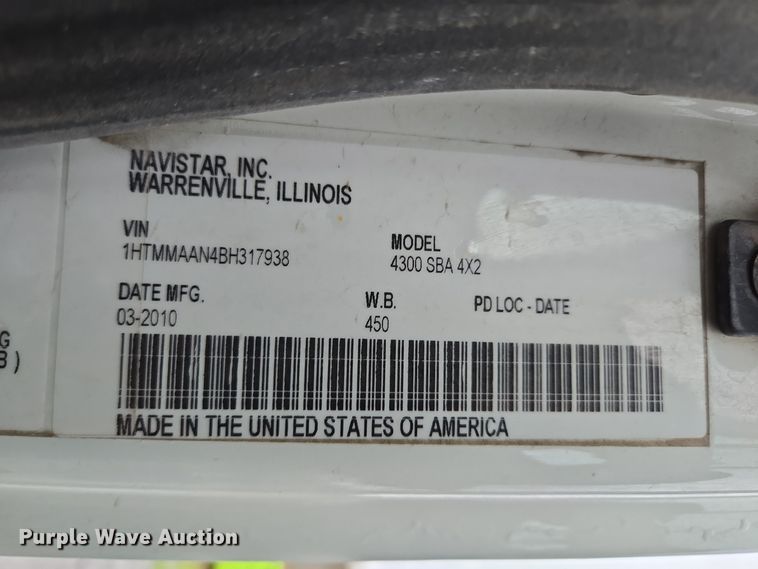 NAVISTAR, INC.
WARRENVILLE, ILLINOIS
VIN
1HTMMAAN4BH317938
MODEL
4300 SBA 4X2
DATE MFG.
03-2010
W.B.
450
PD LOC - DATE
G
B )
MADE IN THE UNITED STATES OF AMERICA
Purple Wave Auction